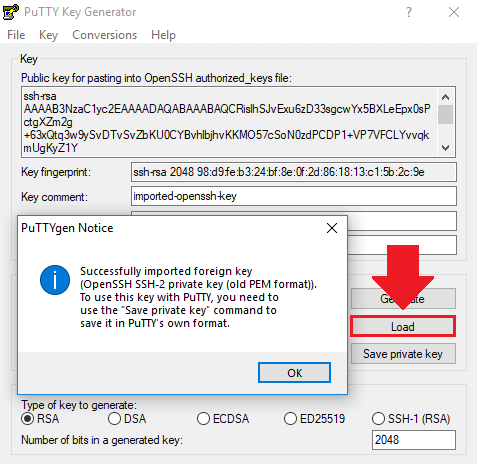 PuTTY Key Generator
?
File Key Conversions Help
Key
Public key for pasting into OpenSSH authorized_keys file:
ssh-rsa
AAAAB3NzaC1yc2EAAAADAQABAAABAQCRislhSJvExu6zD33sgcwYx5BXLeEpx0sP
ctgXZm2g
+63xQtq3w9ySvDTvSvZbKU0CYBvhlbjhvKKMO57cSoN0zdPCDP1+VP7VFCLYvvqk
mUgKyZ1Y
Key fingerprint: ssh-rsa 2048 98:d9:fe:b3:24:bf:8e:0f:2d:86:18:13:c1:5b:2c:9e
Key comment: imported-openssh-key
PuTTYgen Notice
Successfully imported foreign key
(OpenSSH SSH-2 private key (old PEM format)).
To use this key with PuTTY, you need to
use the "Save private key" command to
save it in PuTTY's own format.
OK
Load
Save private key
Type of key to generate:
RSA DSA ECDSA ED25519 SSH-1 (RSA)
Number of bits in a generated key: 2048